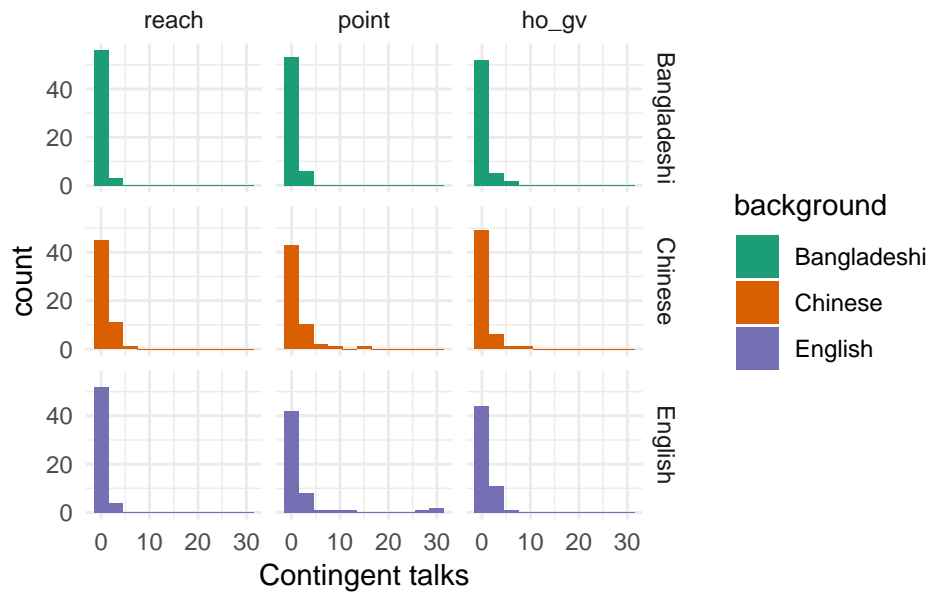 reach point ho_gv
40
20
0
Bangladeshi
40
20
0
Chinese
40
20
0
English
0 10 20 30 0 10 20 30 0 10 20 30
Contingent talks
count
background
Bangladeshi
Chinese
English